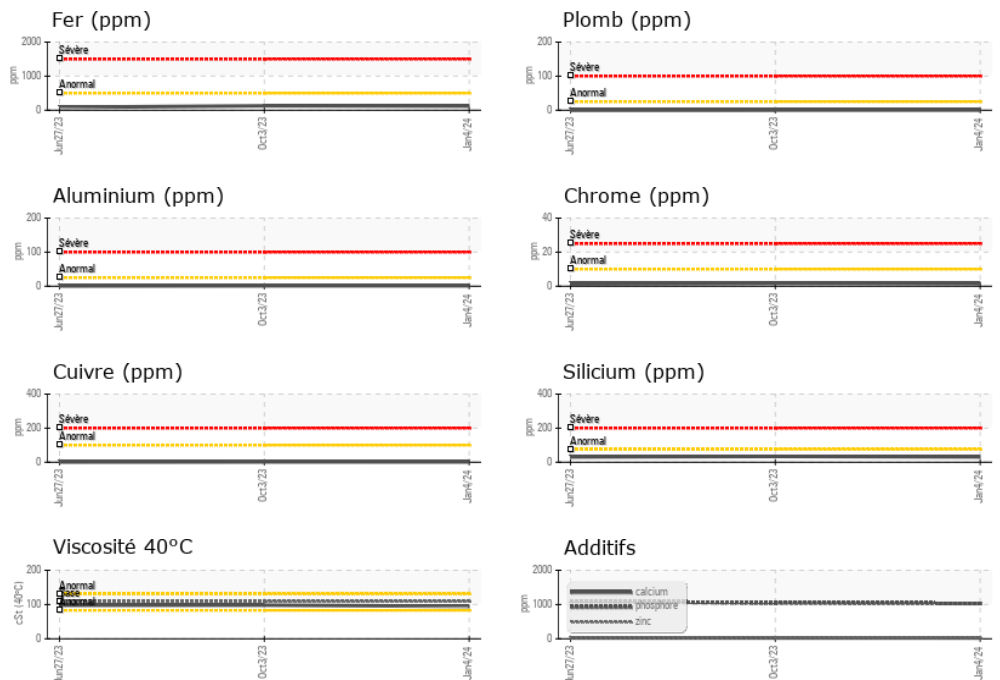 Fer (ppm)
2000
1000
0
ppm
Sévère
Anormal
Jun27/23
Oct3/23
Jan4/24
Plomb (ppm)
200
100
0
ppm
Sévère
Anormal
Jun27/23
Oct3/23
Jan4/24
Aluminium (ppm)
200
100
0
ppm
Sévère
Anormal
Jun27/23
Oct3/23
Jan4/24
Chrome (ppm)
40
20
0
ppm
Sévère
Anormal
Jun27/23
Oct3/23
Jan4/24
Cuivre (ppm)
400
200
0
ppm
Sévère
Anormal
Jun27/23
Oct3/23
Jan4/24
Silicium (ppm)
400
200
0
ppm
Sévère
Anormal
Jun27/23
Oct3/23
Jan4/24
Viscosité 40°C
200
100
0
cSt (40°C)
Anormal
Base
Anormal
Jun27/23
Oct3/23
Jan4/24
Additifs
2000
1000
0
ppm
calcium
phosphore
zinc
Jun27/23
Oct3/23
Jan4/24